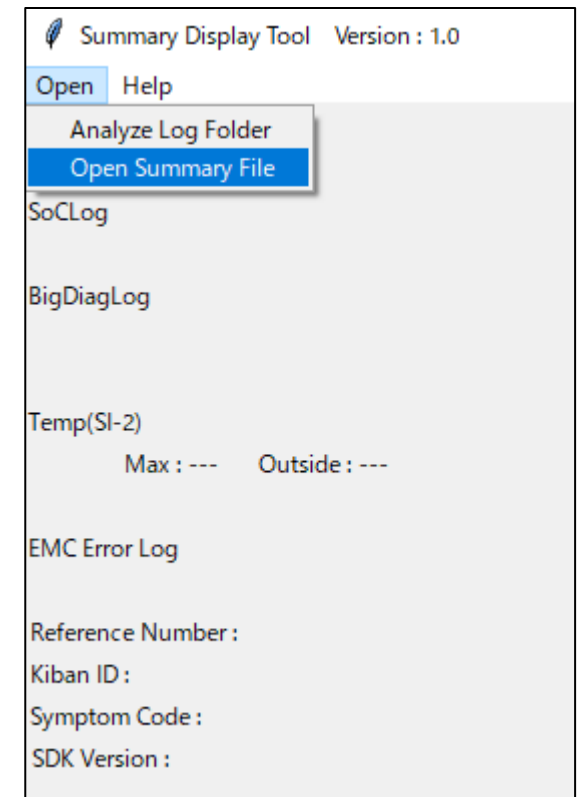 Summary Display Tool Version : 1.0
Open Help
Analyze Log Folder
Open Summary File
SoCLog
BigDiagLog
Temp(SI-2)
Max : --- Outside : ---
EMC Error Log
Reference Number :
Kiban ID :
Symptom Code :
SDK Version :